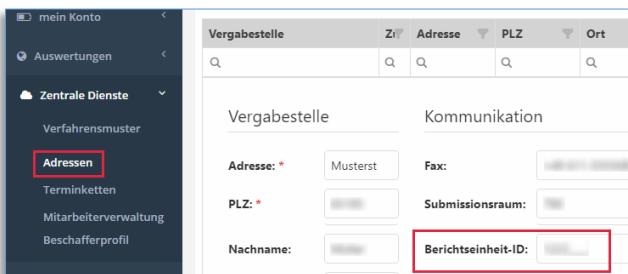 mein Konto
Auswertungen
Zentrale Dienste
Verfahrensmuster
Adressen
Terminketten
Mitarbeiterverwaltung
Beschafferprofil
Vergabestelle Adresse PLZ Ort
Vergabestelle Kommunikation
Adresse: * Musterst Fax:
PLZ: * Submissionsraum:
Nachname: Berichtseinheit-ID: